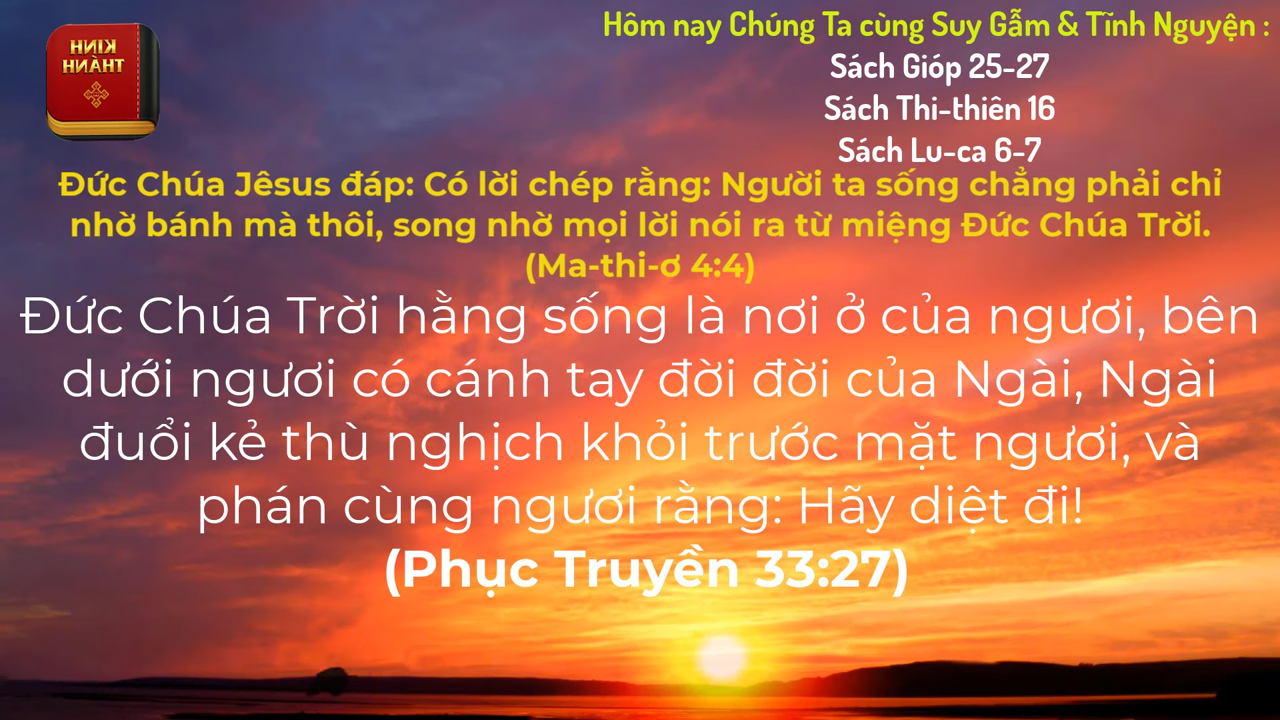 KINH
THÁNH
Hôm nay Chúng Ta cùng Suy Gẫm & Tĩnh Nguyện :
Sách Gióp 25-27
Sách Thi-thiên 16
Sách Lu-ca 6-7
Đức Chúa Jêsus đáp: Có lời chép rằng: Người ta sống chẳng phải chỉ
nhờ bánh mà thôi, song nhờ mọi lời nói ra từ miệng Đức Chúa Trời.
(Ma-thi-ơ 4:4)
Đức Chúa Trời hằng sống là nơi ở của ngươi, bên
dưới ngươi có cánh tay đời đời của Ngài, Ngài
đuổi kẻ thù nghịch khỏi trước mặt ngươi, và
phán cùng ngươi rằng: Hãy diệt đi!
(Phục Truyền 33:27)